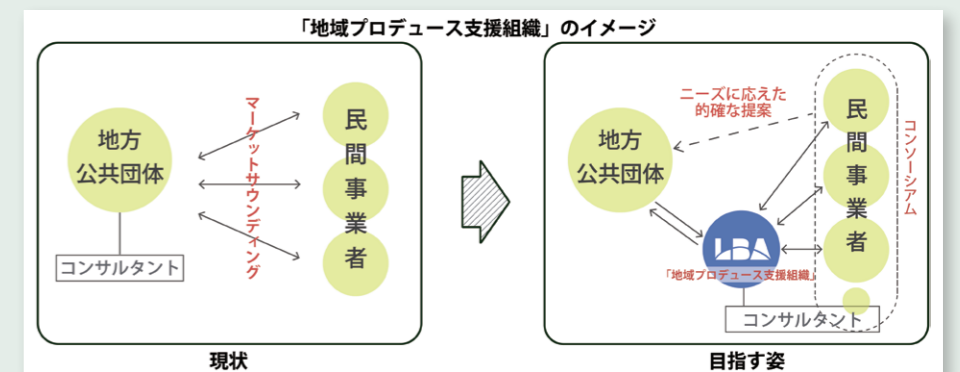 「地域プロデュース支援組織」のイメージ
地方
公共団体
コンサルタント
マーケットサウンディング
民間事業者
現状
地方
公共団体
ニーズに応えた
的確な提案
LBA
「地域プロデュース支援組織」
コンサルタント
民間事業者
コンソーシアム
目指す姿